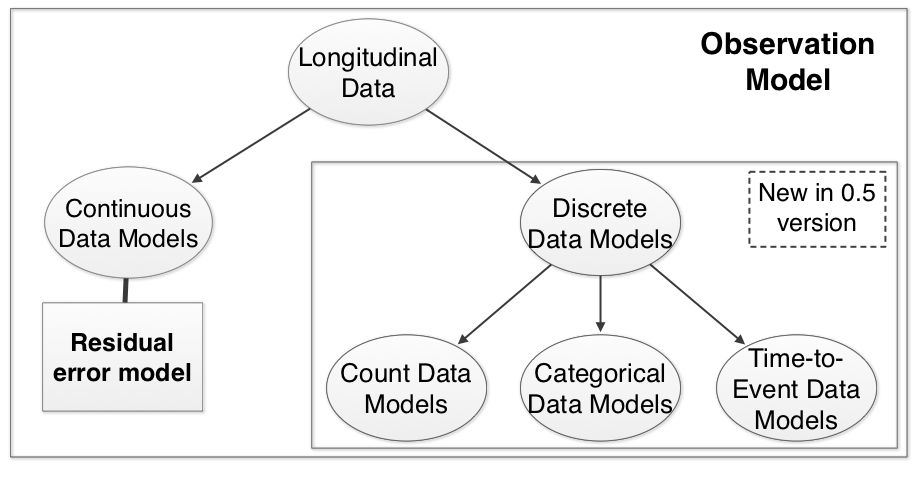 Longitudinal
Data
Observation
Model
Continuous
Data Models
Discrete
Data Models
New in 0.5
version
Residual
error model
Count Data
Models
Categorical
Data Models
Time-to-
Event Data
Models